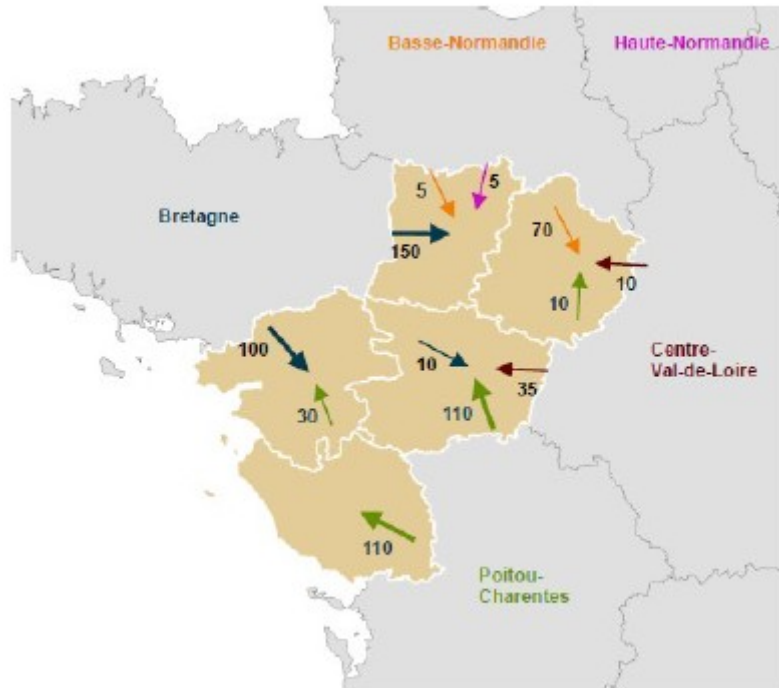 Basse-Normandie
Haute-Normandie
5
5
Bretagne
70
150
10
10
100
10
Centre-
Val-de-Loire
35
30
110
110
Poitou-
Charentes